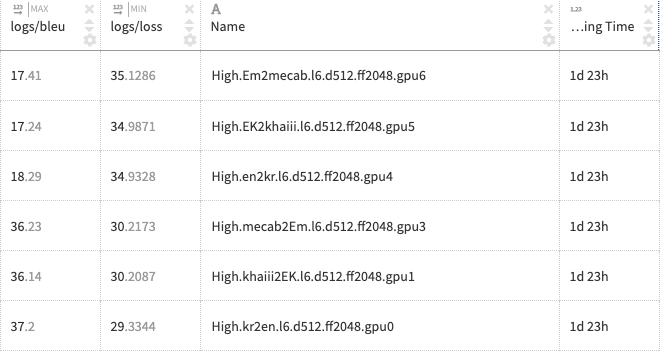 123 MAX 123 MIN A 1.23
logs/bleu logs/loss Name …ing Time
17.41 35.1286 High.Em2mecab.l6.d512.ff2048.gpu6 1d 23h
17.24 34.9871 High.EK2khaiii.l6.d512.ff2048.gpu5 1d 23h
18.29 34.9328 High.en2kr.l6.d512.ff2048.gpu4 1d 23h
36.23 30.2173 High.mecab2Em.l6.d512.ff2048.gpu3 1d 23h
36.14 30.2087 High.khaiii2EK.l6.d512.ff2048.gpu1 1d 23h
37.2 29.3344 High.kr2en.l6.d512.ff2048.gpu0 1d 23h